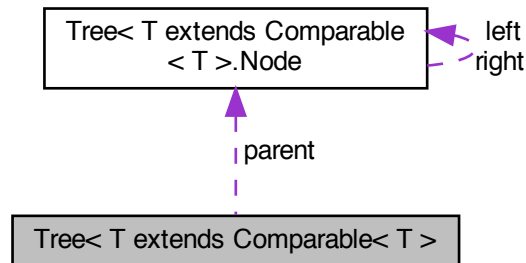 Tree< T extends Comparable
< T >.Node
left
right
parent
Tree< T extends Comparable< T >